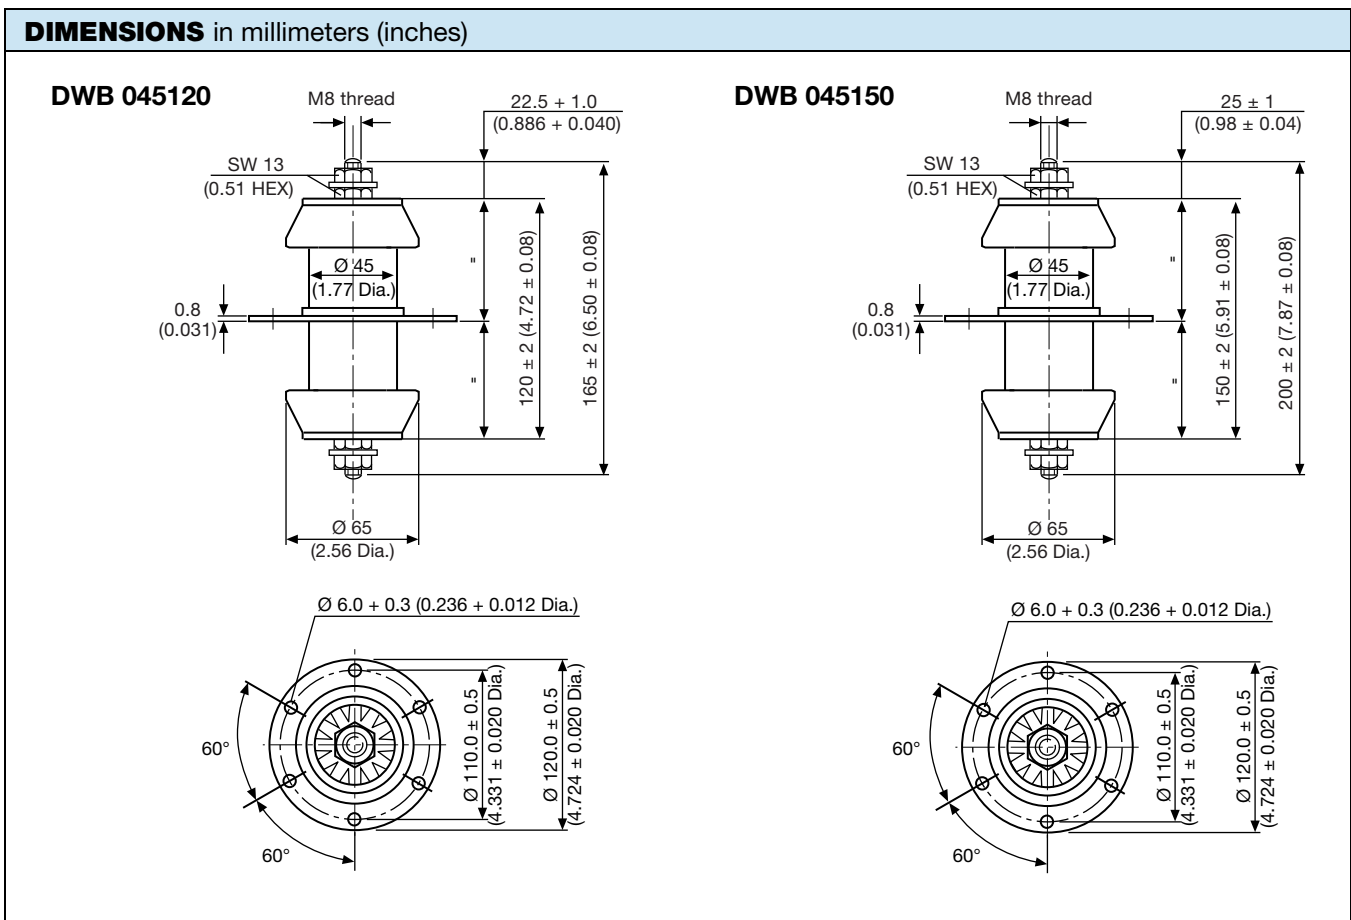 DIMENSIONS in millimeters (inches)
DWB 045120
M8 thread
22.5 + 1.0
(0.886 + 0.040)
SW 13
(0.51 HEX)
Ø 45
(1.77 Dia.)
0.8
(0.031)
"
"
120 ± 2 (4.72 ± 0.08)
165 ± 2 (6.50 ± 0.08)
Ø 65
(2.56 Dia.)
Ø 6.0 + 0.3 (0.236 + 0.012 Dia.)
60°
60°
Ø 110.0 ± 0.5
(4.331 ± 0.020 Dia.)
Ø 120.0 ± 0.5
(4.724 ± 0.020 Dia.)
DWB 045150
M8 thread
25 ± 1
(0.98 ± 0.04)
SW 13
(0.51 HEX)
Ø 45
(1.77 Dia.)
0.8
(0.031)
"
"
150 ± 2 (5.91 ± 0.08)
200 ± 2 (7.87 ± 0.08)
Ø 65
(2.56 Dia.)
Ø 6.0 + 0.3 (0.236 + 0.012 Dia.)
60°
60°
Ø 110.0 ± 0.5
(4.331 ± 0.020 Dia.)
Ø 120.0 ± 0.5
(4.724 ± 0.020 Dia.)